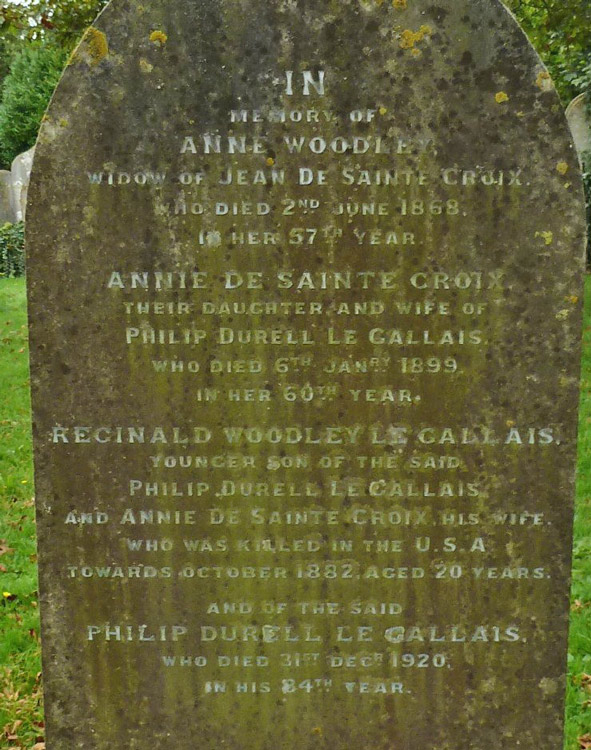 IN
MEMORY OF
ANNE WOODLEY,
WIDOW OF JEAN DE SAINTE CROIX,
WHO DIED 2ND JUNE 1868,
IN HER 57TH YEAR.
ANNIE DE SAINTE CROIX
THEIR DAUGHTER AND WIFE OF
PHILIP DURELL LE GALLAIS,
WHO DIED 6TH JANRY 1899,
IN HER 60TH YEAR.
REGINALD WOODLEY LE GALLAIS,
YOUNGER SON OF THE SAID
PHILIP DURELL LE GALLAIS
AND ANNIE DE SAINTE CROIX, HIS WIFE,
WHO WAS KILLED IN THE U.S.A
TOWARDS OCTOBER 1882, AGED 20 YEARS.
AND OF THE SAID
PHILIP DURELL LE GALLAIS,
WHO DIED 31ST DECR 1920,
IN HIS 84TH YEAR.